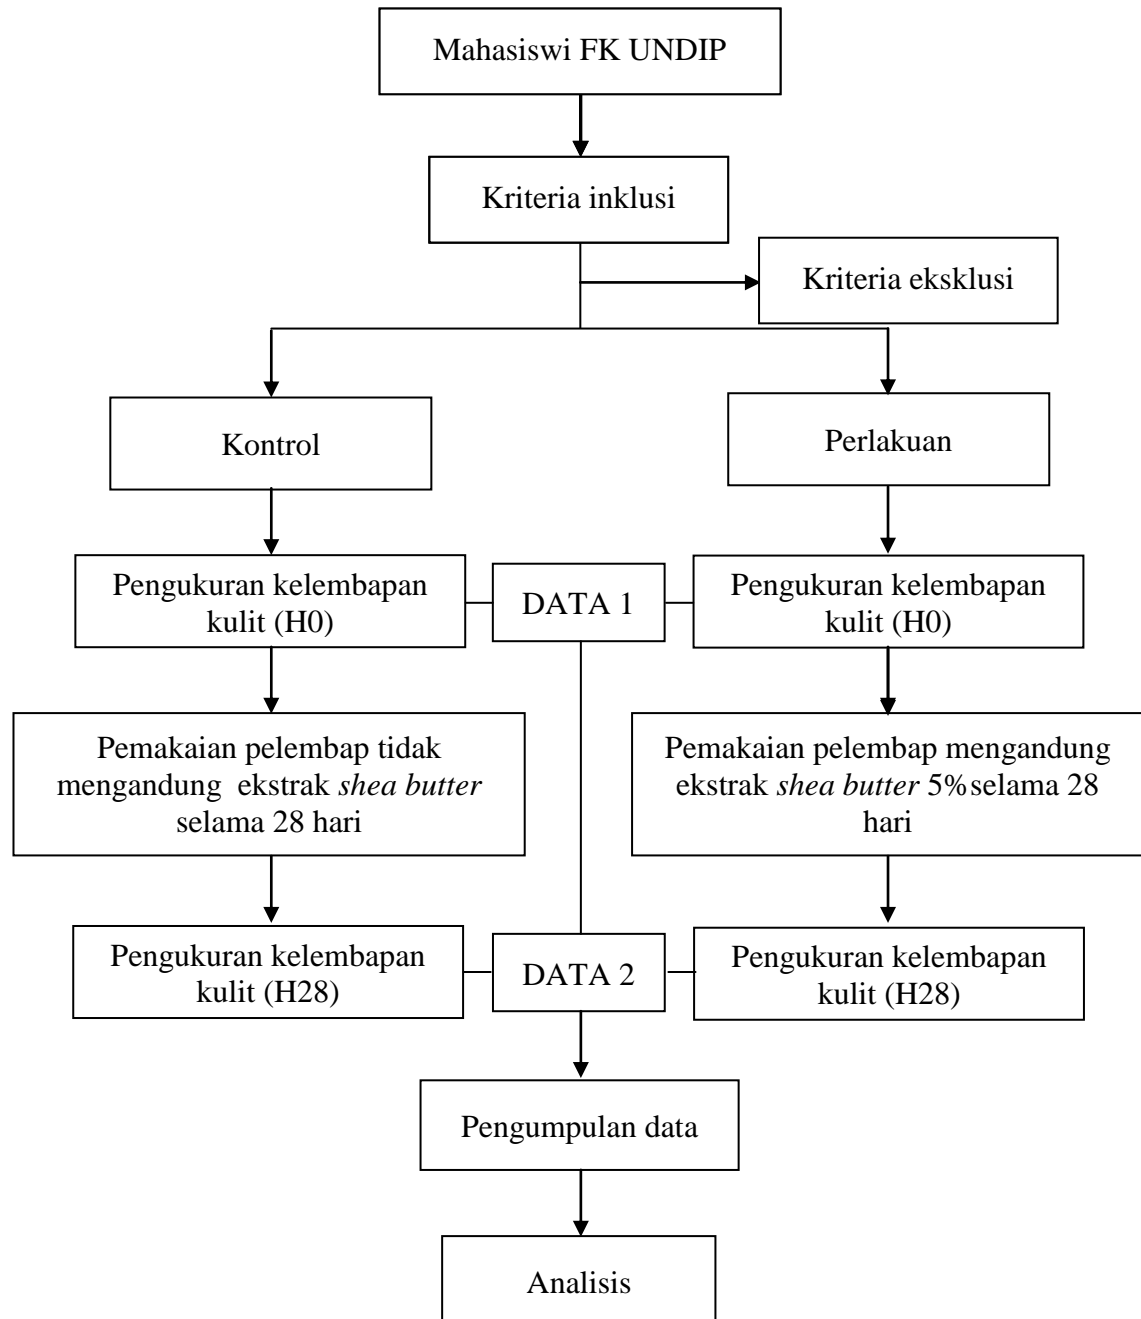 Mahasiswi FK UNDIP
Kriteria inklusi
Kriteria eksklusi
Kontrol
Perlakuan
Pengukuran kelembapan
kulit (H0)
DATA 1
Pengukuran kelembapan
kulit (H0)
Pemakaian pelembap tidak
mengandung ekstrak shea butter
selama 28 hari
Pemakaian pelembap mengandung
ekstrak shea butter 5% selama 28
hari
Pengukuran kelembapan
kulit (H28)
DATA 2
Pengukuran kelembapan
kulit (H28)
Pengumpulan data
Analisis